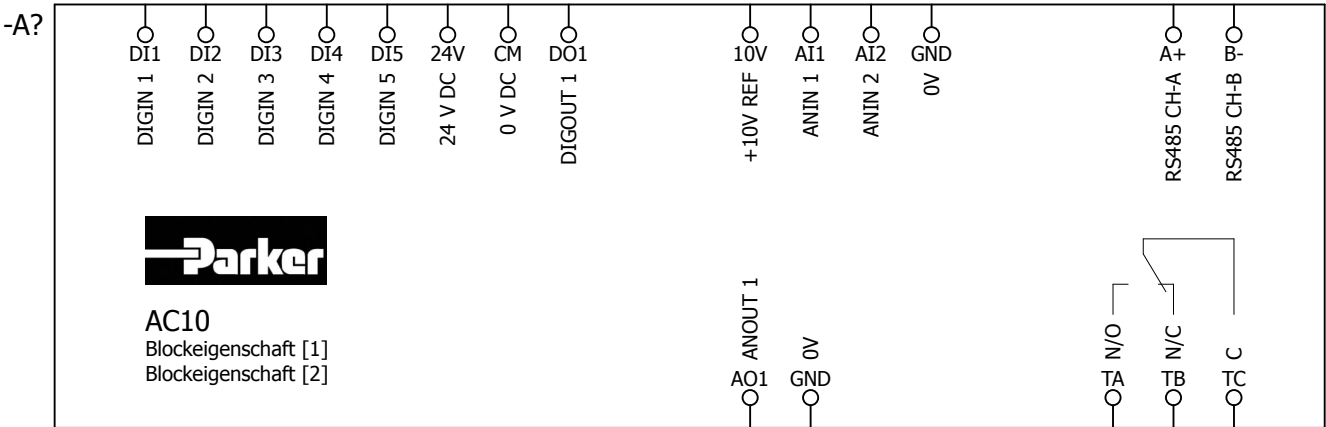 -A?
DI1 DI2 DI3 DI4 DI5 24V CM DO1 10V AI1 AI2 GND A+ B-
DIGIN 1
DIGIN 2
DIGIN 3
DIGIN 4
DIGIN 5
24 V DC
0 V DC
DIGOUT 1
+10V REF
ANIN 1
ANIN 2
0V
RS485 CH-A
RS485 CH-B
Parker
AC10
Blockeigenschaft [1]
Blockeigenschaft [2]
ANOUT 1
0V
N/O
N/C
C
AO1 GND TA TB TC